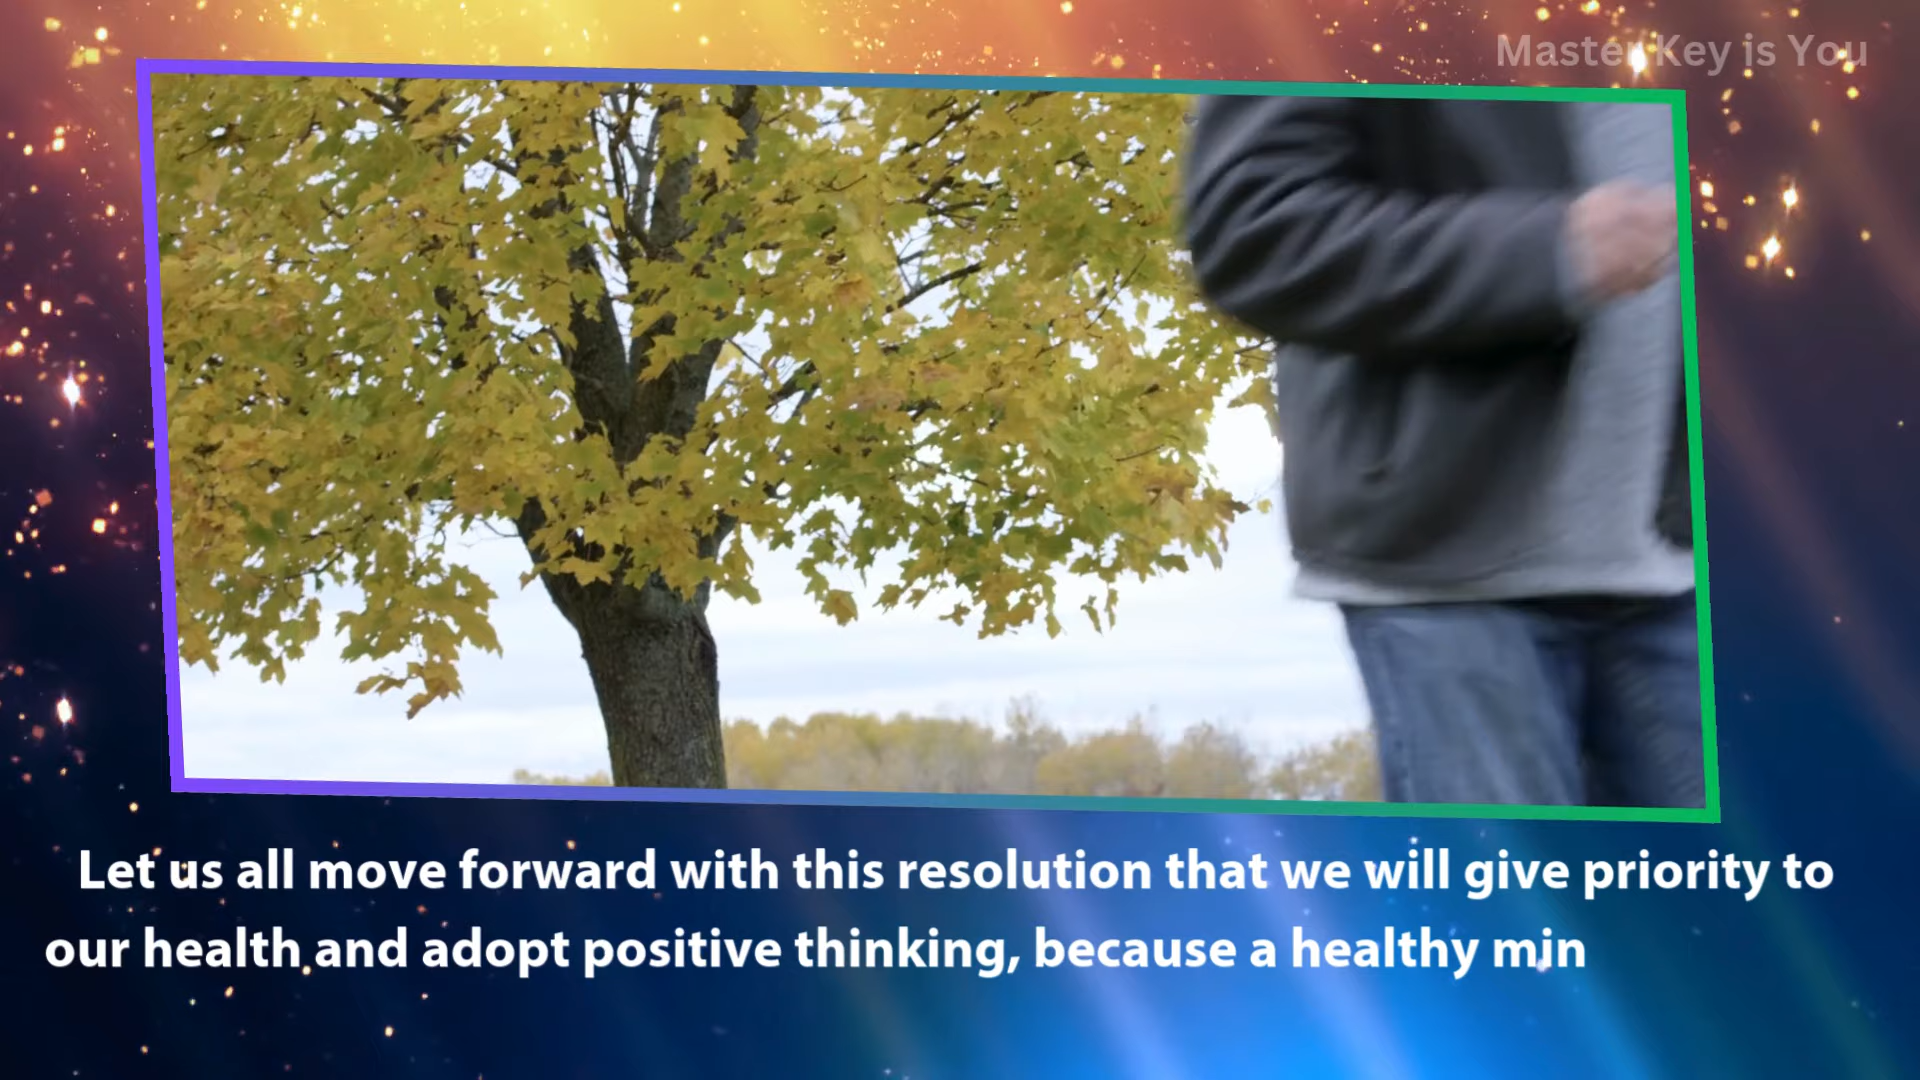 Master Key is You
Let us all move forward with this resolution that we will give priority to
our health and adopt positive thinking, because a healthy min